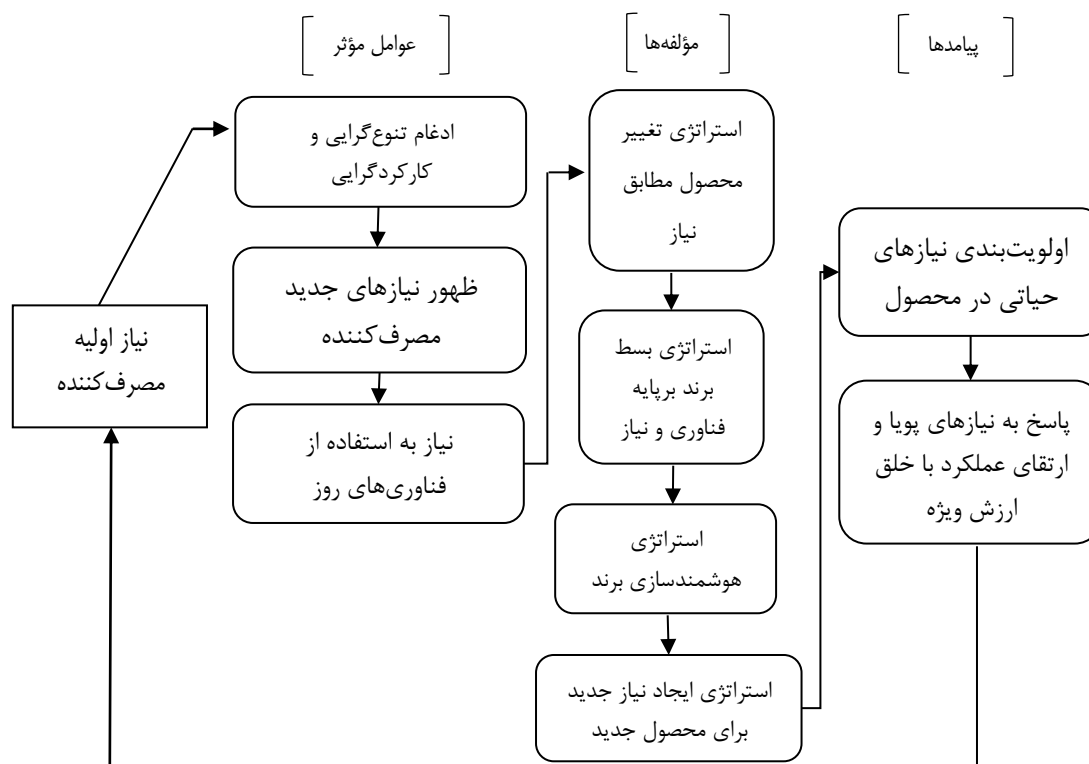 عوامل مؤثر
مؤلفه‌ها
پیامدها
نیاز اولیه
مصرف‌کننده
ادغام تنوع‌گرایی و
کارکردگرایی
ظهور نیازهای جدید
مصرف‌کننده
نیاز به استفاده از
فناوری‌های روز
استراتژی تغییر
محصول مطابق
نیاز
استراتژی بسط
برند برپایه
فناوری و نیاز
استراتژی
هوشمندسازی برند
استراتژی ایجاد نیاز جدید
برای محصول جدید
اولویت‌بندی نیازهای
حیاتی در محصول
پاسخ به نیازهای پویا و
ارتقای عملکرد با خلق
ارزش ویژه